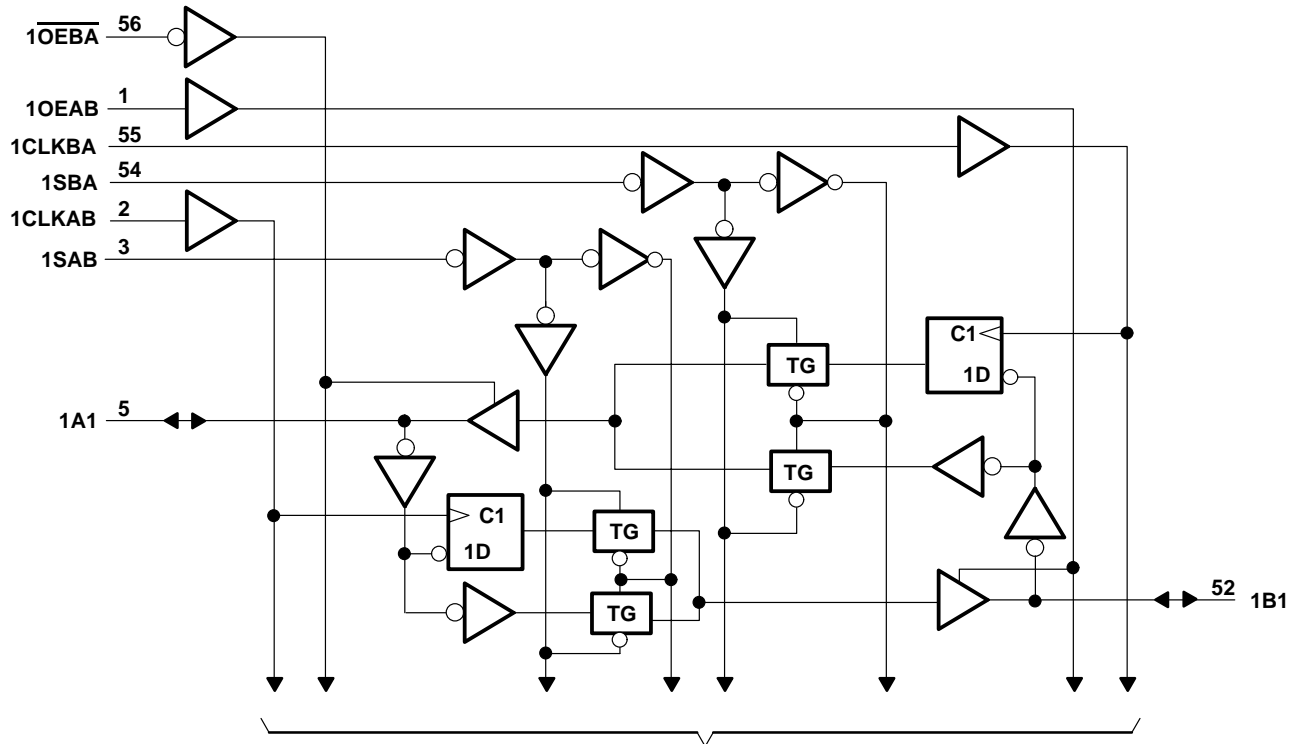 1O̅E̅B̅A̅ 56
1OEAB 1
1CLKBA 55
1SBA 54
1CLKAB 2
1SAB 3
C1
1D
TG
1A1 5
TG
C1
1D
TG
TG
52 1B1